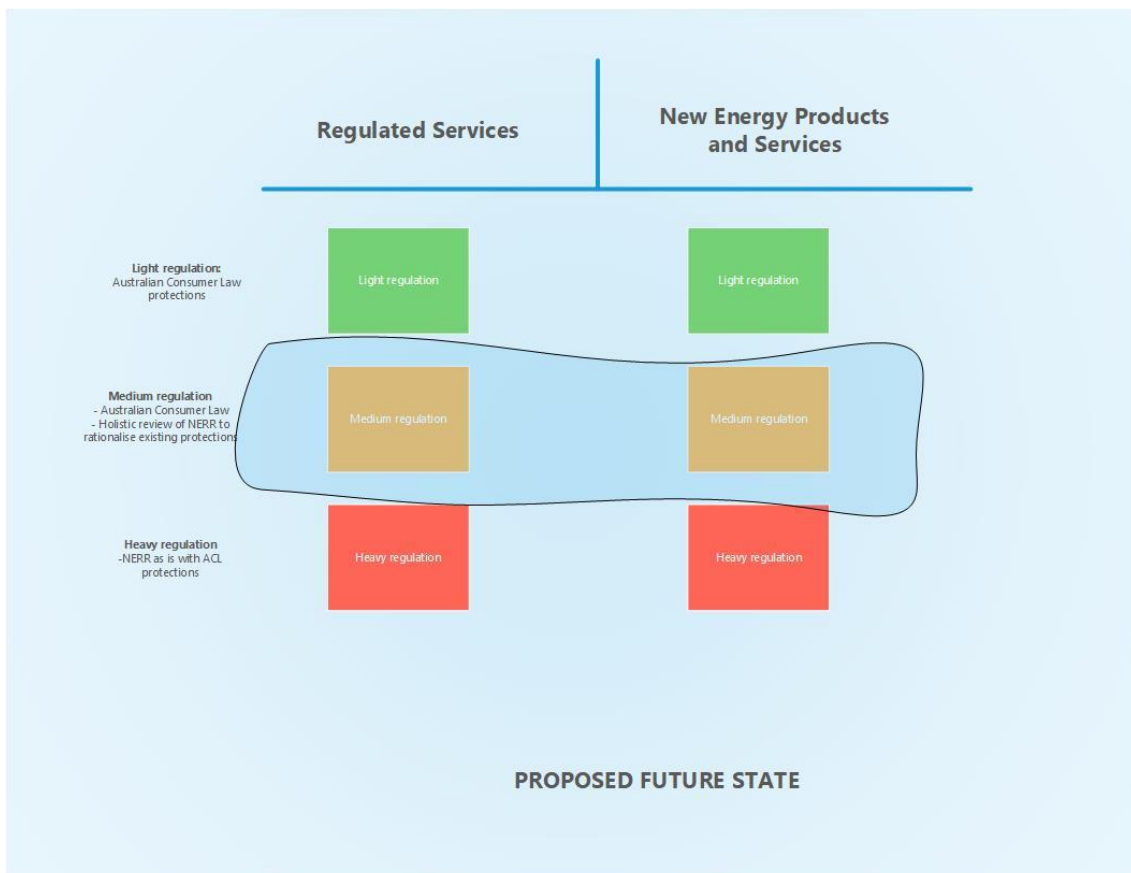 Regulated Services
New Energy Products
and Services
Light regulation:
Australian Consumer Law
protections
Light regulation
Light regulation
Medium regulation
- Australian Consumer Law
- Holistic review of NERR to
rationalise existing protections
Medium regulation
Medium regulation
Heavy regulation
-NERR as is with ACL
protections
Heavy regulation
Heavy regulation
PROPOSED FUTURE STATE